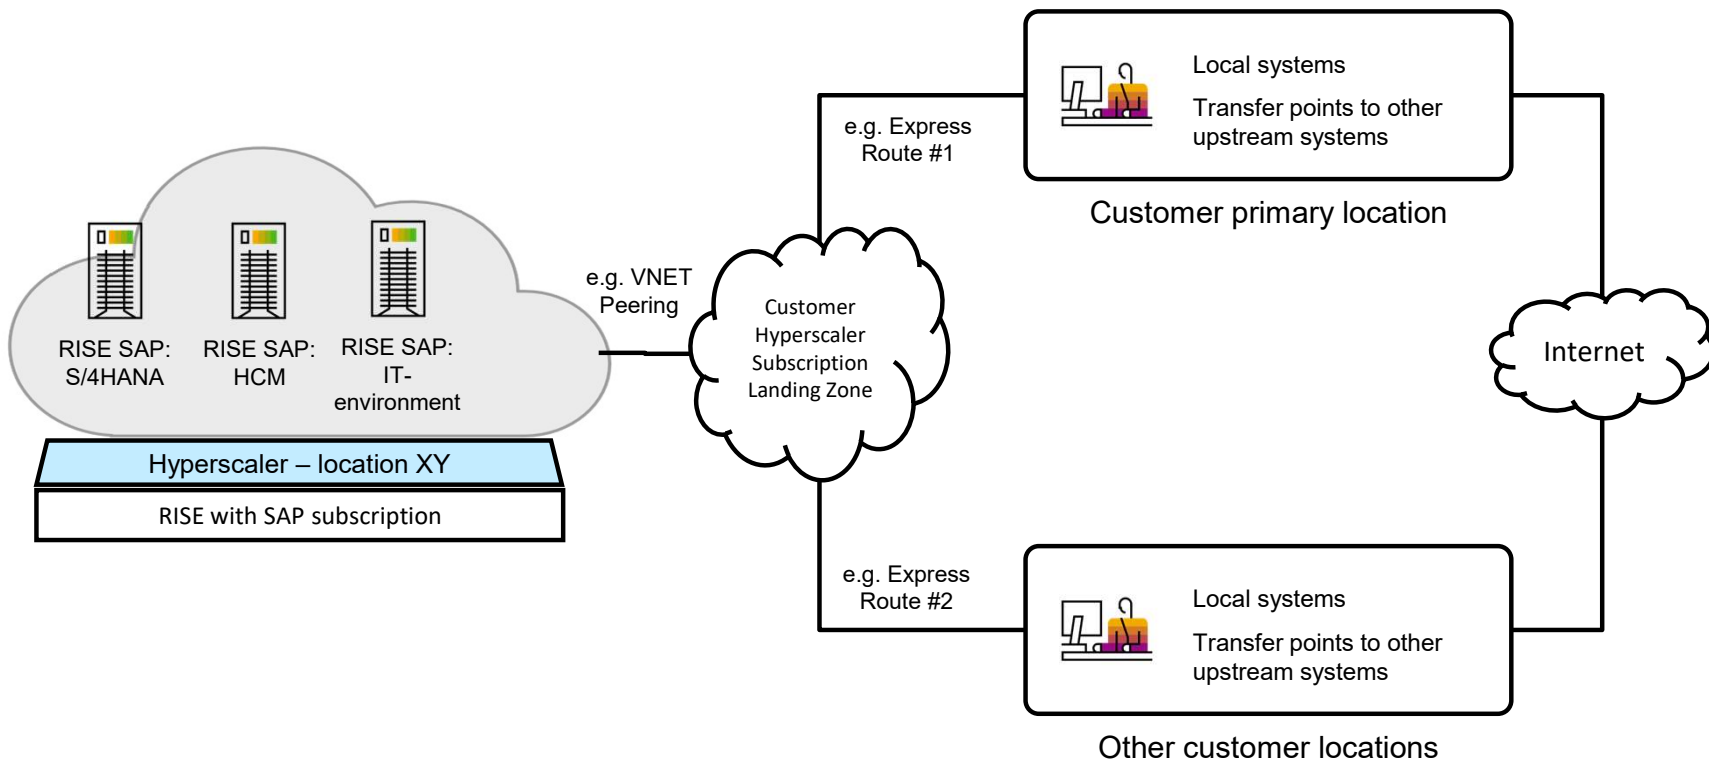 RISE SAP:
S/4HANA
RISE SAP:
HCM
RISE SAP:
IT-
environment
Hyperscaler – location XY
RISE with SAP subscription
e.g. VNET
Peering
Customer
Hyperscaler
Subscription
Landing Zone
e.g. Express
Route #1
Local systems
Transfer points to other
upstream systems
Customer primary location
Internet
e.g. Express
Route #2
Local systems
Transfer points to other
upstream systems
Other customer locations